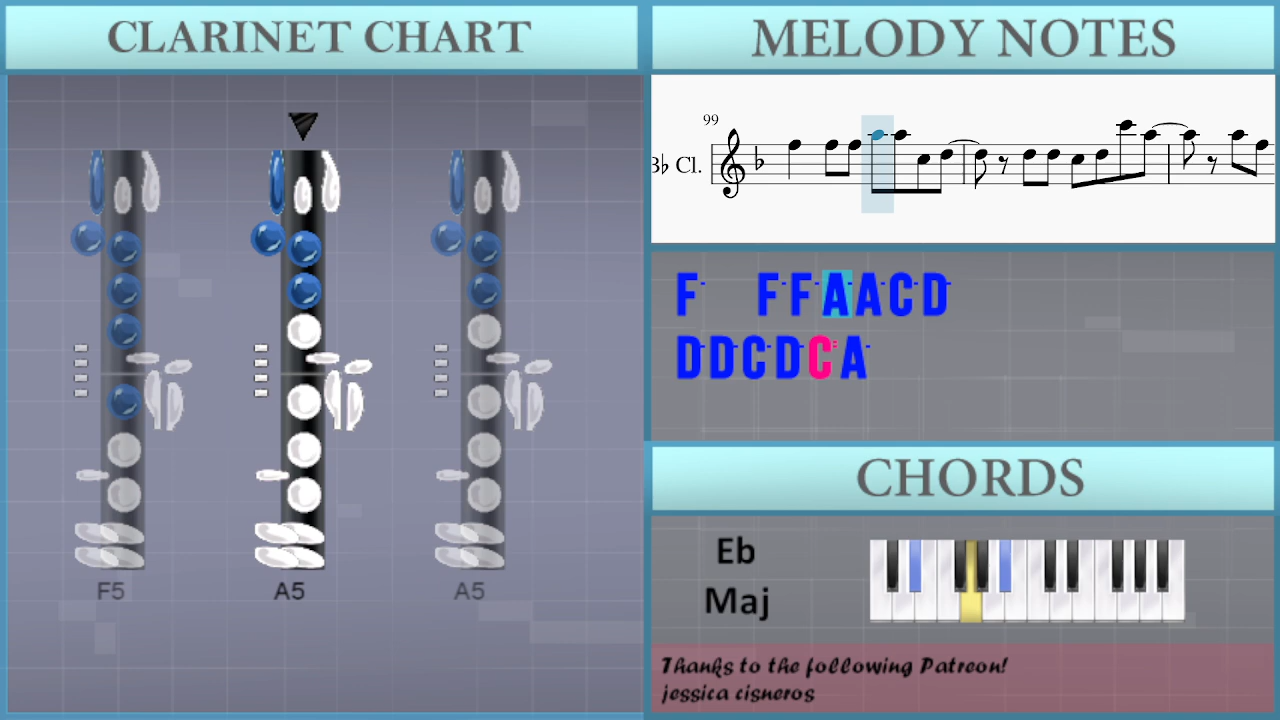 CLARINET CHART
F5
A5
A5
MELODY NOTES
99
B♭ Cl.
F FFAACD
DDCDCA
CHORDS
Eb
Maj
Thanks to the following Patreon!
jessica cisneros